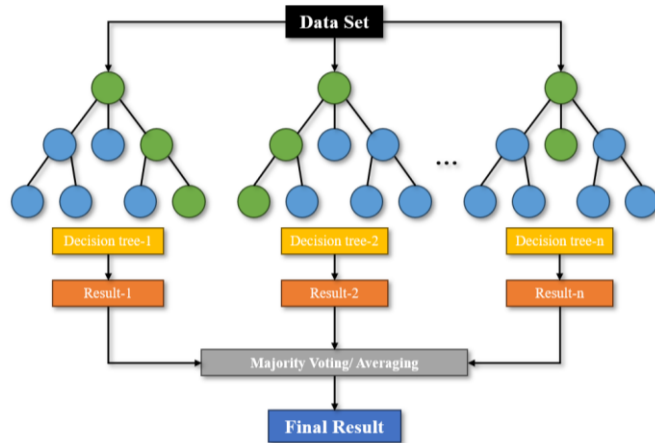 Data Set
...
Decision tree-1
Decision tree-2
Decision tree-n
Result-1
Result-2
Result-n
Majority Voting/ Averaging
Final Result